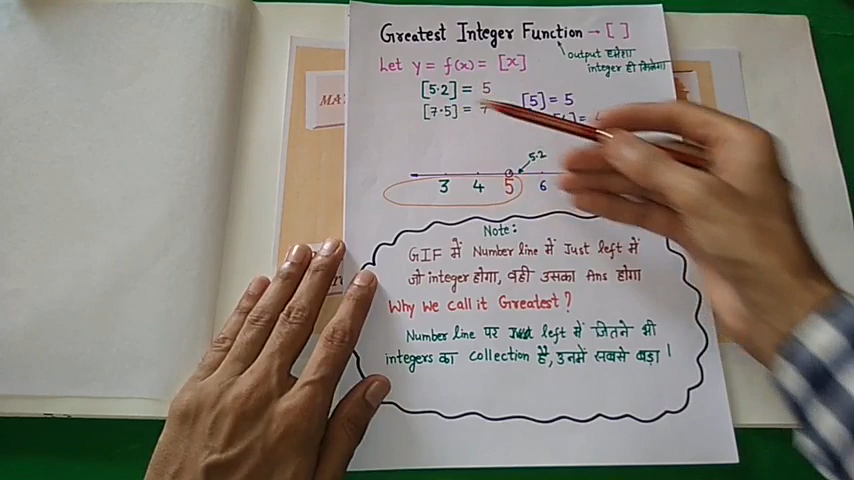 Greatest Integer Function → [ ]
output हमेशा
integer ही मिलेगा
Let y = f(x) = [x]
[5.2] = 5
[5] = 5
[7.5] = 7
5.2
3 4 5 6
Note:
GIF में Number line में Just left में
जो integer होगा, वही उसका Ans होगा
Why we call it Greatest?
Number line पर Just left में जितने भी
integers का collection है, उनमें सबसे बड़ा।
MA